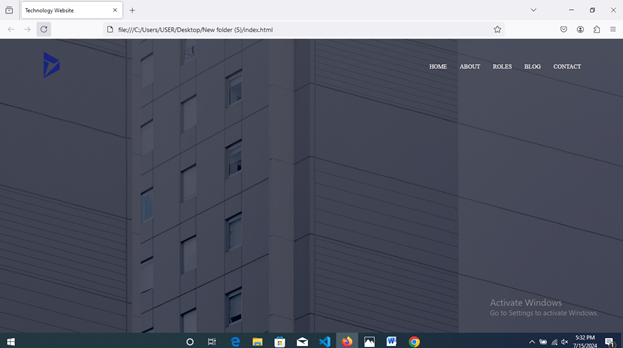 Technology Website
file:///C:/Users/USER/Desktop/New folder (5)/index.html
HOME ABOUT ROLES BLOG CONTACT
Activate Windows
Go to Settings to activate Windows.
5:32 PM
7/15/2024